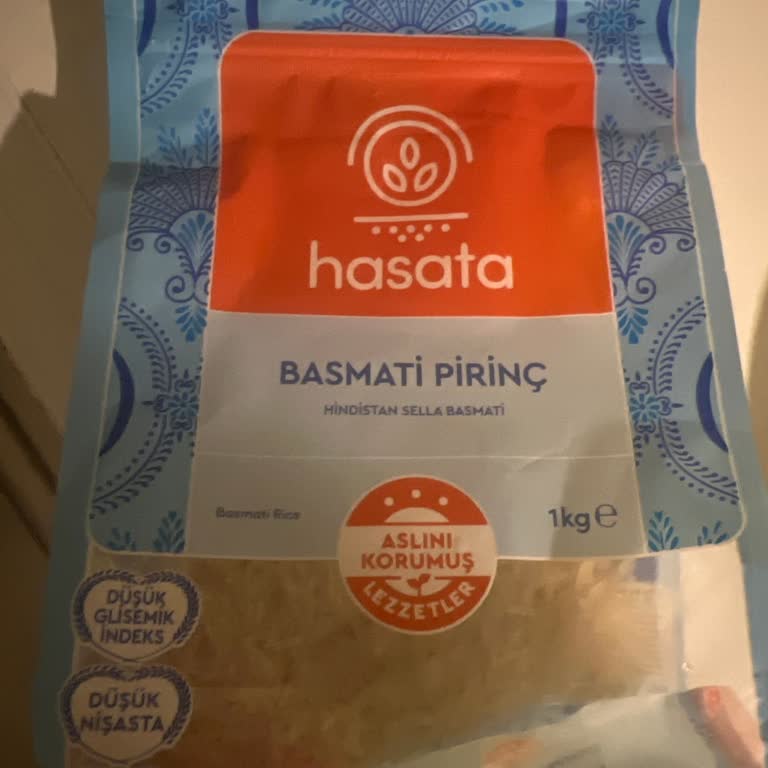 hasata
BASMATİ PİRİNÇ
HİNDİSTAN SELLA BASMATİ
Basmati Rice
1kg ℮
ASLINI
KORUMUŞ
LEZZETLER
DÜŞÜK
GLİSEMİK
İNDEKS
DÜŞÜK
NİŞASTA